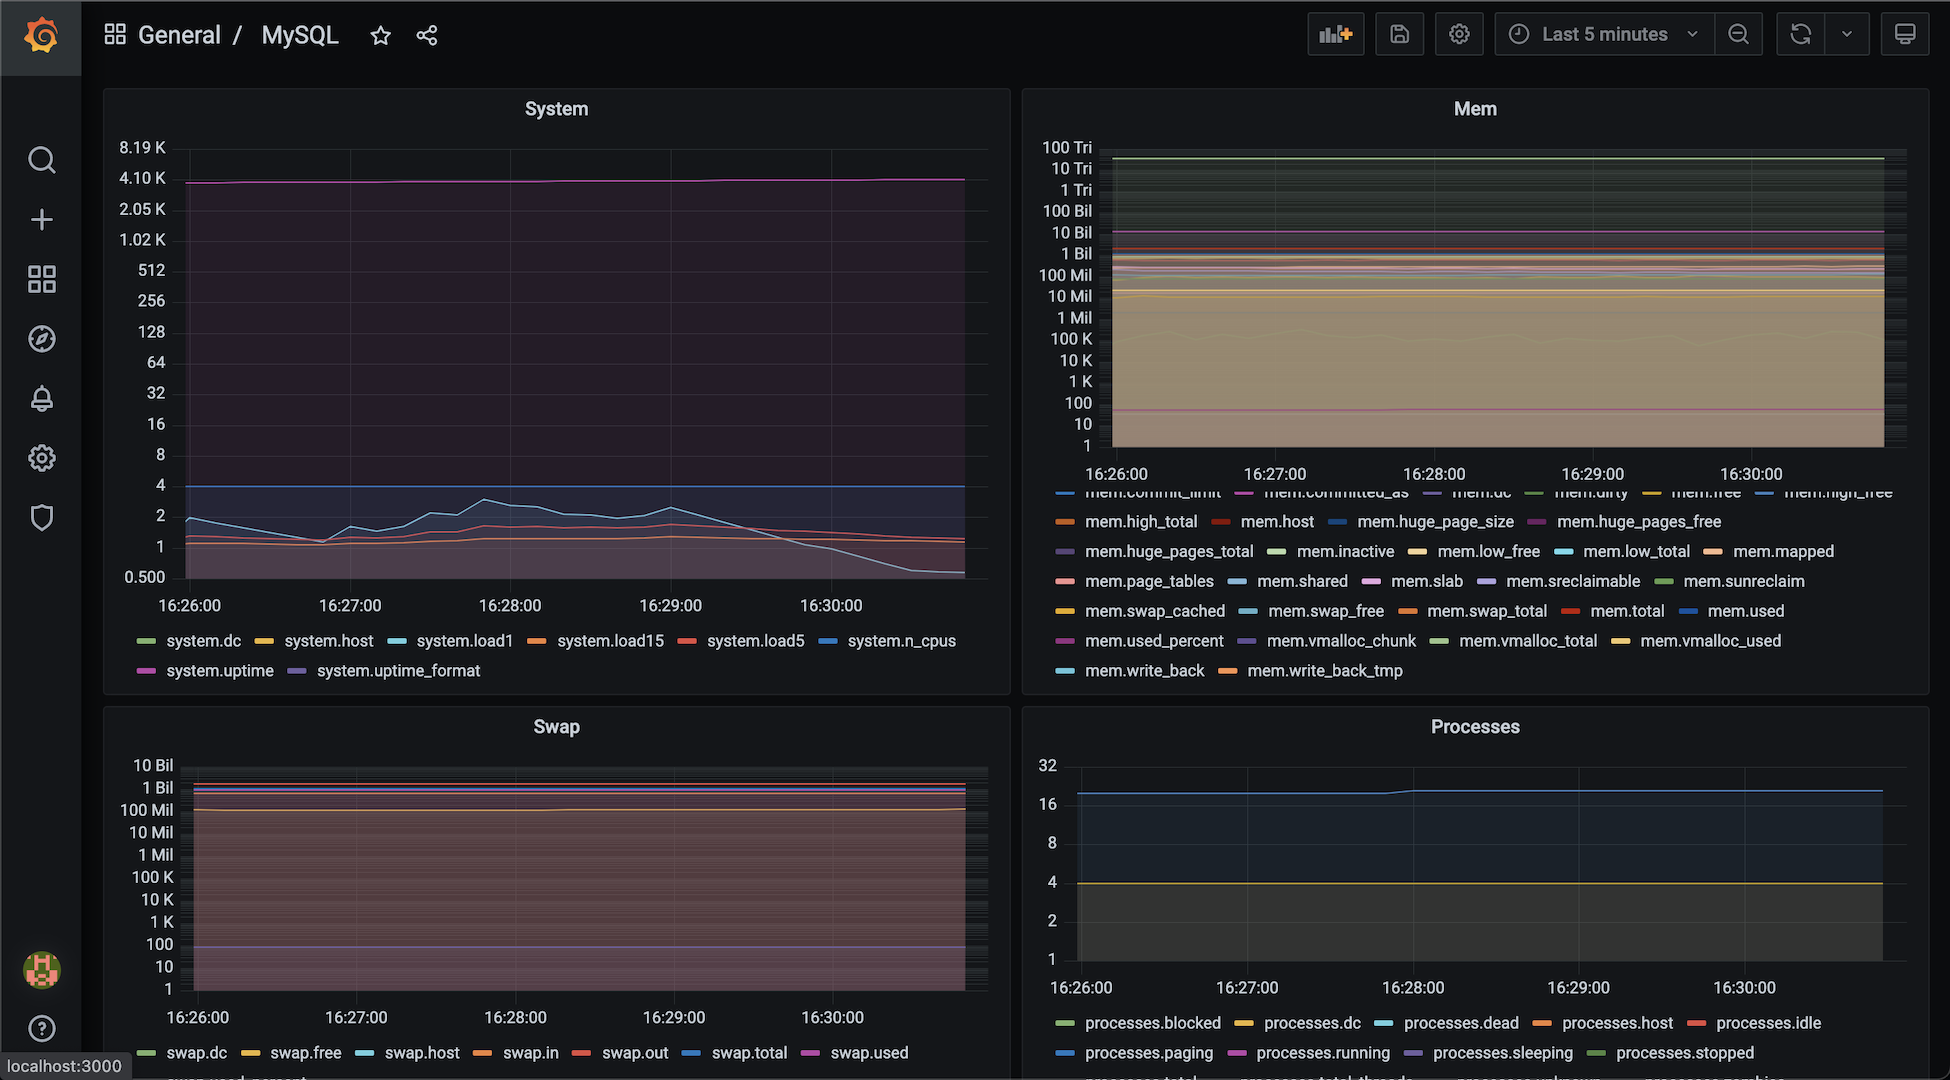 General / MySQL
Last 5 minutes
System
8.19 K
4.10 K
2.05 K
1.02 K
512
256
128
64
32
16
8
4
2
1
0.500
16:26:00 16:27:00 16:28:00 16:29:00 16:30:00
system.dc system.host system.load1 system.load15 system.load5 system.n_cpus
system.uptime system.uptime_format
Mem
100 Tri
10 Tri
1 Tri
100 Bil
10 Bil
1 Bil
100 Mil
10 Mil
1 Mil
100 K
10 K
1 K
100
10
1
16:26:00 16:27:00 16:28:00 16:29:00 16:30:00
mem.commit_limit mem.committed_as mem.dc mem.dirty mem.free mem.high_free
mem.high_total mem.host mem.huge_page_size mem.huge_pages_free
mem.huge_pages_total mem.inactive mem.low_free mem.low_total mem.mapped
mem.page_tables mem.shared mem.slab mem.sreclaimable mem.sunreclaim
mem.swap_cached mem.swap_free mem.swap_total mem.total mem.used
mem.used_percent mem.vmalloc_chunk mem.vmalloc_total mem.vmalloc_used
mem.write_back mem.write_back_tmp
Swap
10 Bil
1 Bil
100 Mil
10 Mil
1 Mil
100 K
10 K
1 K
100
10
1
16:26:00 16:27:00 16:28:00 16:29:00 16:30:00
swap.dc swap.free swap.host swap.in swap.out swap.total swap.used
Processes
32
16
8
4
2
1
16:26:00 16:27:00 16:28:00 16:29:00 16:30:00
processes.blocked processes.dc processes.dead processes.host processes.idle
processes.paging processes.running processes.sleeping processes.stopped
localhost:3000